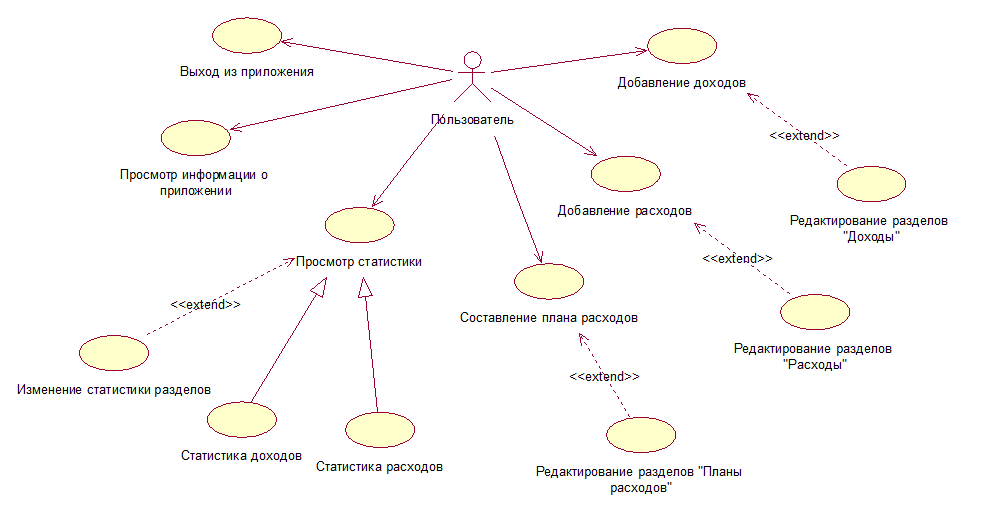 Выход из приложения
Пользователь
Добавление доходов
<<extend>>
Просмотр информации о
приложении
Редактирование разделов
"Доходы"
Добавление расходов
<<extend>>
Просмотр статистики
<<extend>>
Составление плана расходов
Редактирование разделов
"Расходы"
<<extend>>
Изменение статистики разделов
Статистика доходов
Статистика расходов
Редактирование разделов "Планы
расходов"